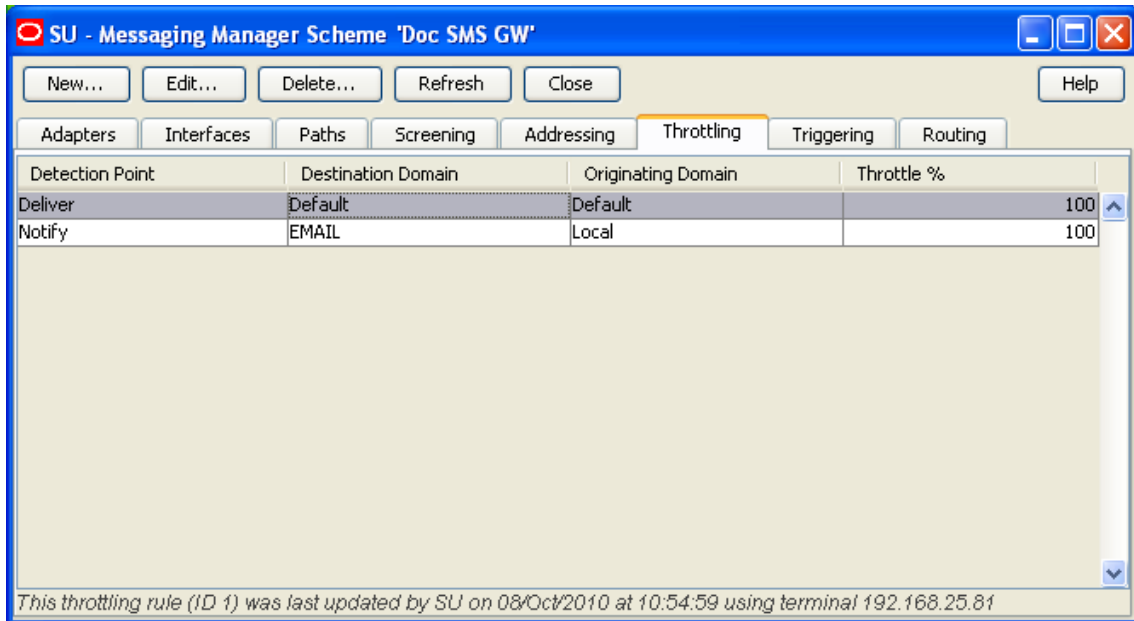 SU - Messaging Manager Scheme 'Doc SMS GW'
New... Edit... Delete... Refresh Close Help
Adapters Interfaces Paths Screening Addressing Throttling Triggering Routing
Detection Point Destination Domain Originating Domain Throttle %
Deliver Default Default 100
Notify EMAIL Local 100
This throttling rule (ID 1) was last updated by SU on 08/Oct/2010 at 10:54:59 using terminal 192.168.25.81